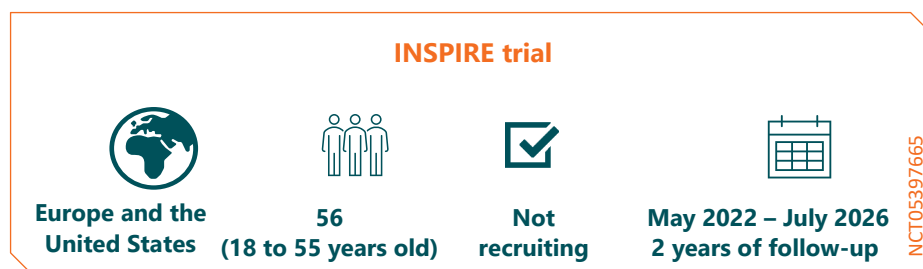 INSPIRE trial
Europe and the
United States
56
(18 to 55 years old)
Not
recruiting
May 2022 – July 2026
2 years of follow-up
NCT05397665